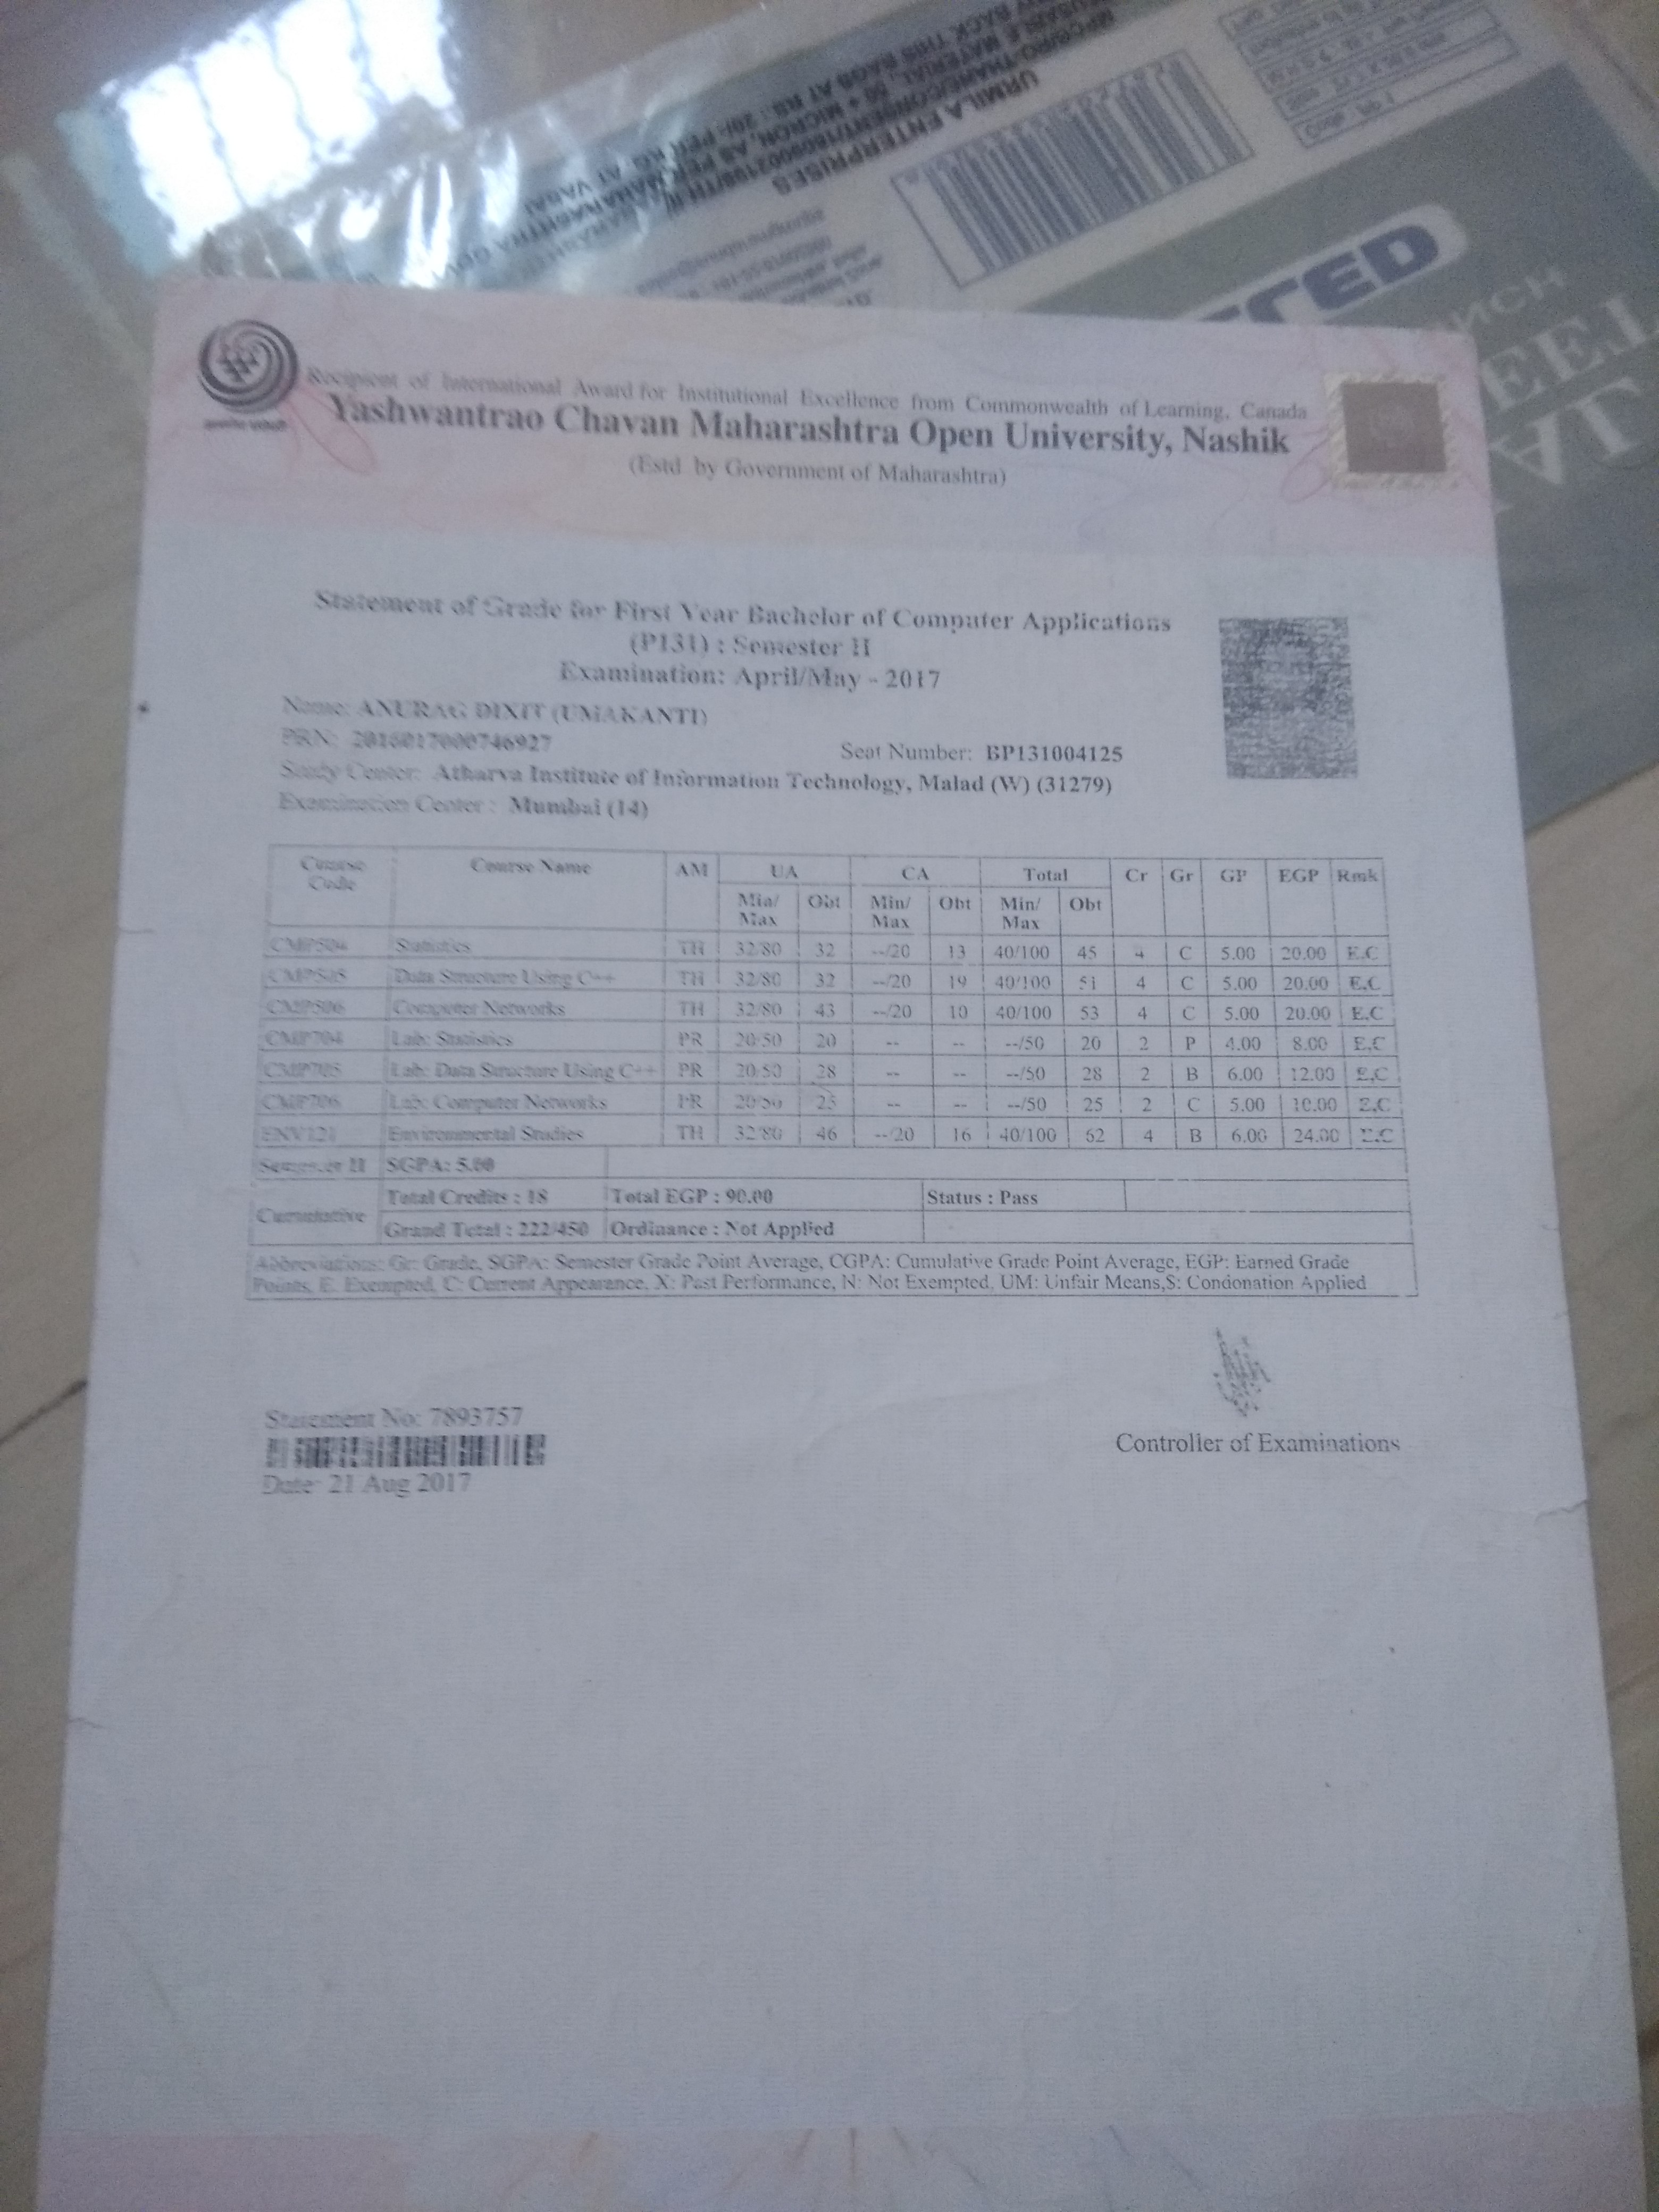 URMILA ENTERPRISES
Recipient of International Award for Institutional Excellence from Commonwealth of Learning, Canada
Yashwantrao Chavan Maharashtra Open University, Nashik
(Estd. by Government of Maharashtra)
Statement of Grade for First Year Bachelor of Computer Applications
(P131) : Semester II
Examination: April/May - 2017
Name: ANURAG DIXIT (UMAKANTI)
PRN: 2016017000746927
Seat Number: BP131004125
Study Center: Atharva Institute of Information Technology, Malad (W) (31279)
Examination Center : Mumbai (14)
Course Code Course Name AM UA CA Total Cr Gr GP EGP Rmk
Min/Max Obt Min/Max Obt Min/Max Obt
CMP504 Statistics TH 32/80 32 --/20 13 40/100 45 4 C 5.00 20.00 E,C
CMP505 Data Structure Using C++ TH 32/80 32 --/20 19 40/100 51 4 C 5.00 20.00 E,C
CMP506 Computer Networks TH 32/80 43 --/20 10 40/100 53 4 C 5.00 20.00 E,C
CMP704 Lab: Statistics PR 20/50 20 -- -- --/50 20 2 P 4.00 8.00 E,C
CMP705 Lab: Data Structure Using C++ PR 20/50 28 -- -- --/50 28 2 B 6.00 12.00 E,C
CMP706 Lab: Computer Networks PR 20/50 25 -- -- --/50 25 2 C 5.00 10.00 E,C
ENV121 Environmental Studies TH 32/80 46 --/20 16 40/100 62 4 B 6.00 24.00 E,C
Semester II SGPA: 5.00
Cumulative Total Credits : 18 Total EGP : 90.00 Status : Pass
Grand Total : 222/450 Ordinance : Not Applied
Abbreviations: Gr: Grade, SGPA: Semester Grade Point Average, CGPA: Cumulative Grade Point Average, EGP: Earned Grade
Points, E: Exempted, C: Current Appearance, X: Past Performance, N: Not Exempted, UM: Unfair Means,S: Condonation Applied
Statement No: 7893757
Controller of Examinations
Date: 21 Aug 2017